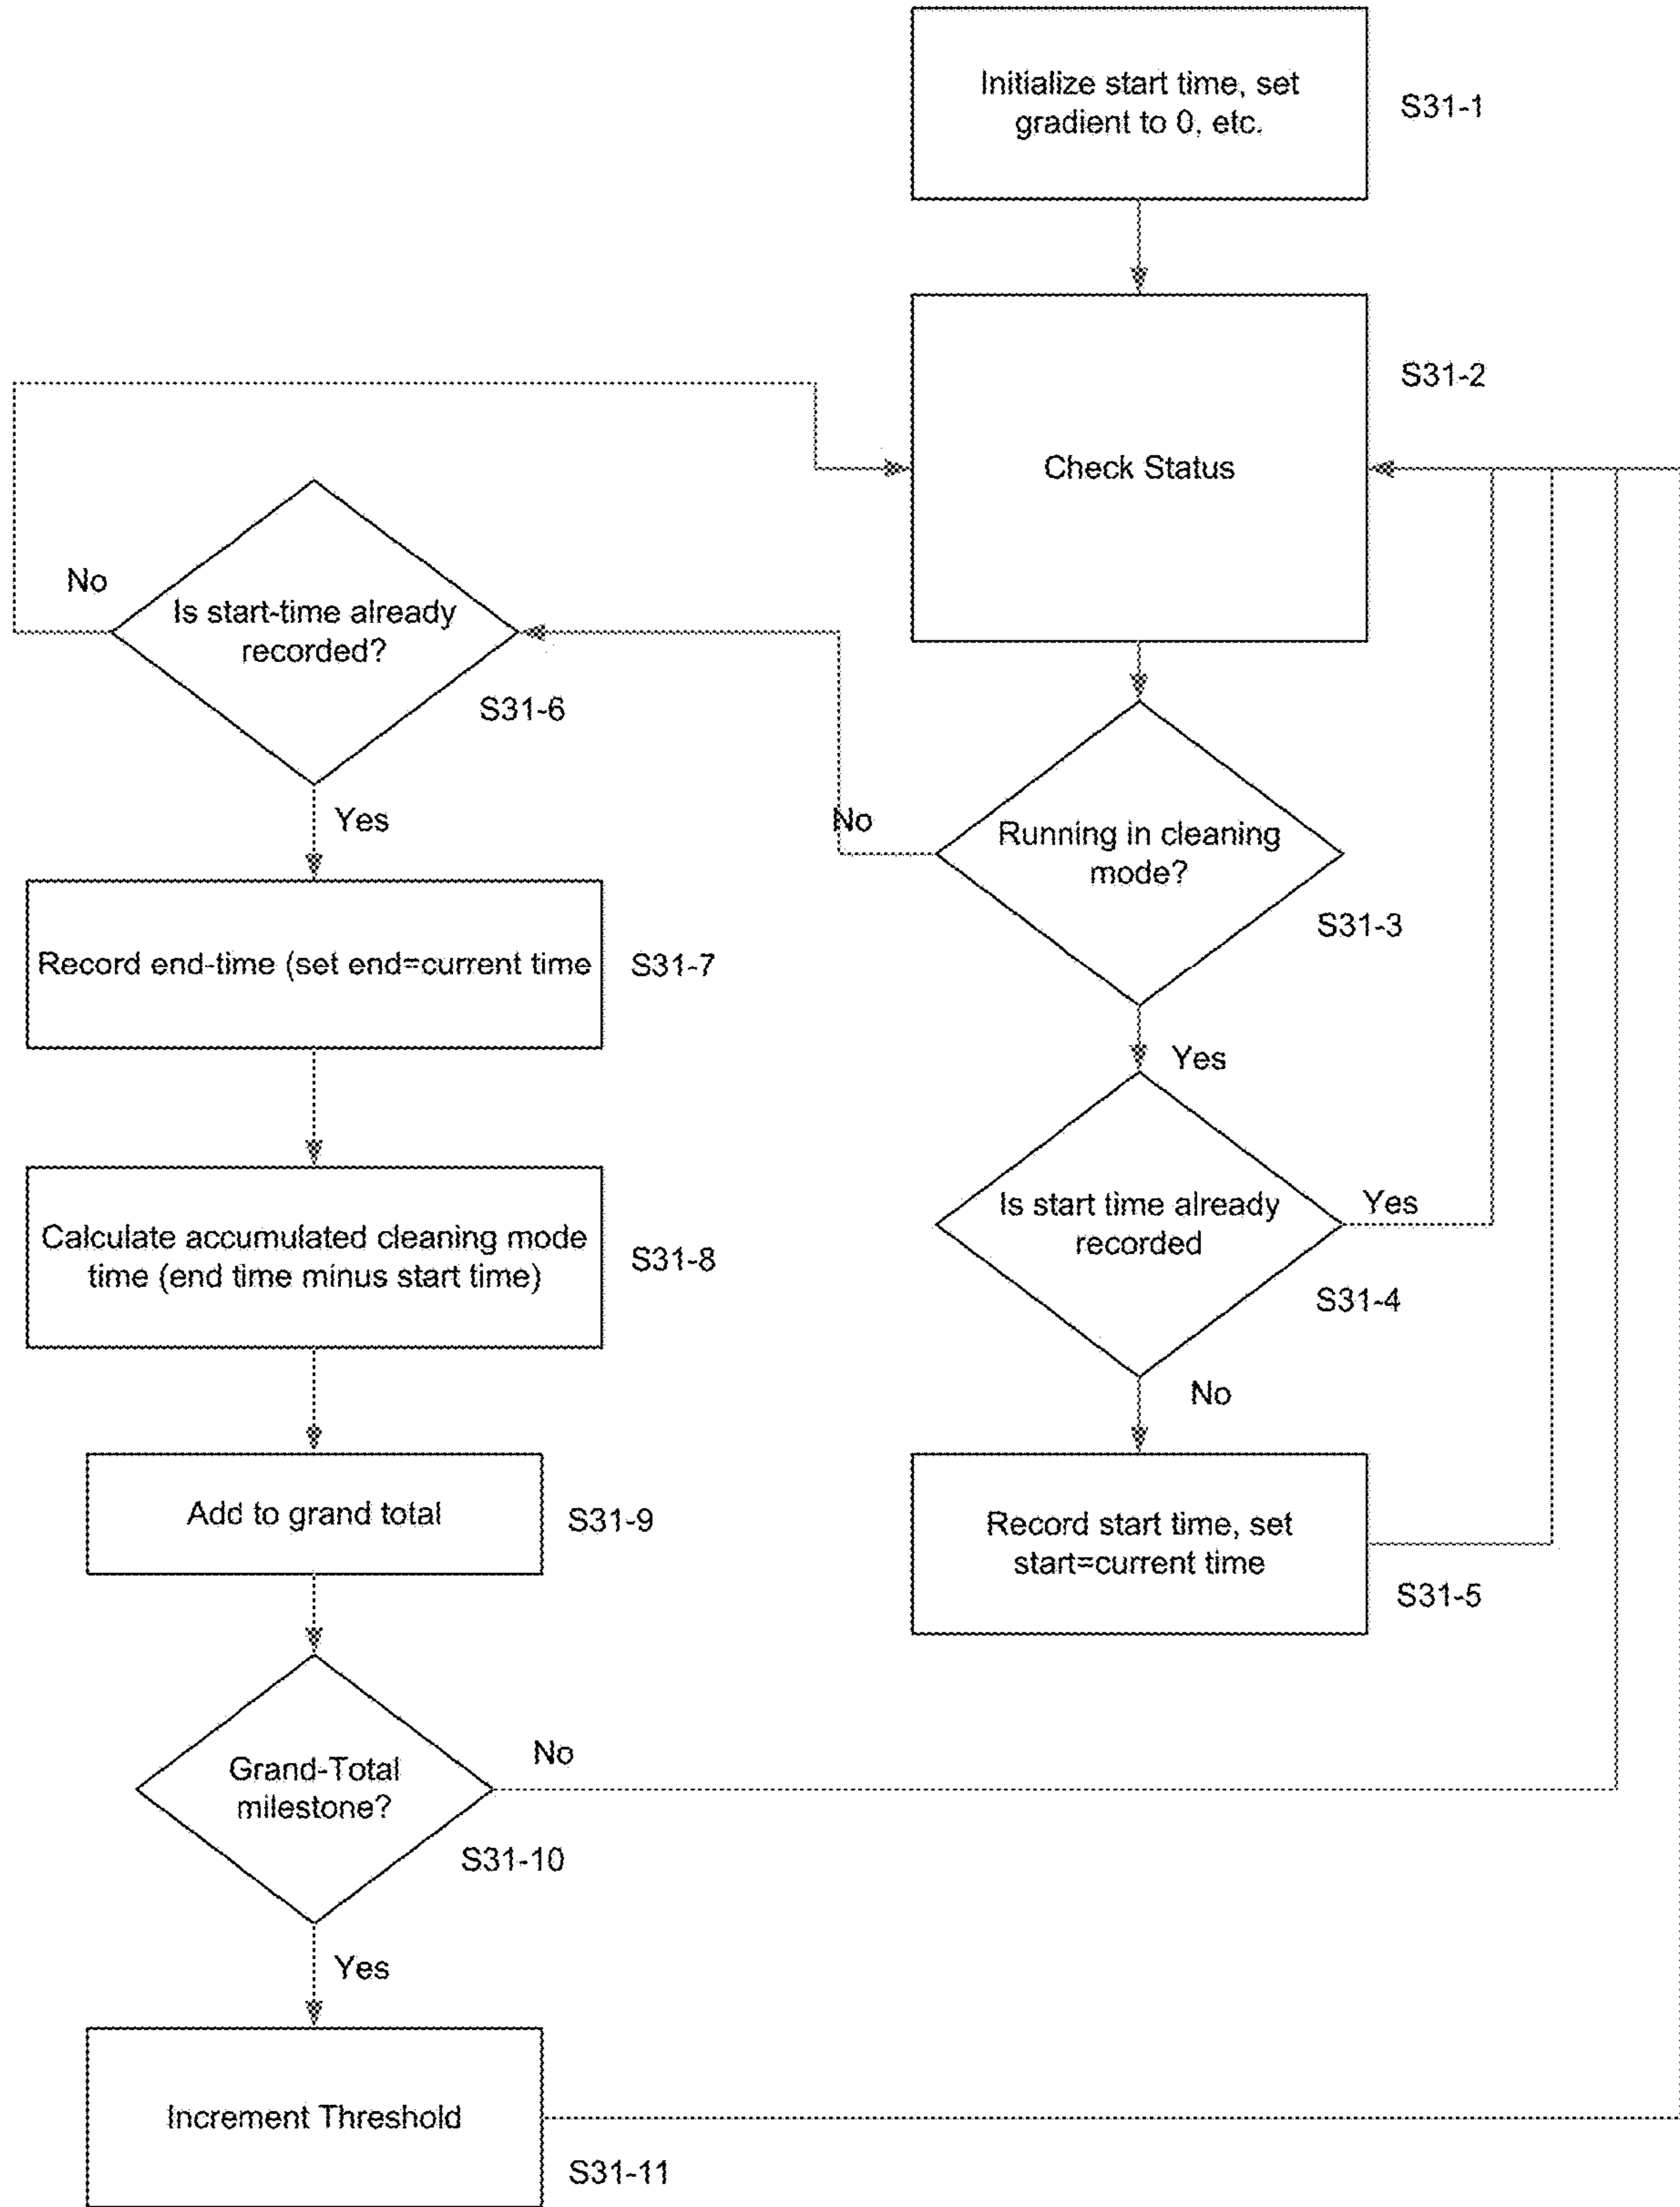 Initialize start time, set
gradient to 0, etc.
S31-1
S31-2
Check Status
No
Is start-time already
recorded?
S31-6
Yes
No
Running in cleaning
mode?
S31-3
Record end-time (set end=current time
S31-7
Yes
Is start time already
recorded
Yes
S31-4
Calculate accumulated cleaning mode
time (end time minus start time)
S31-8
No
Add to grand total
S31-9
Record start time, set
start=current time
S31-5
Grand-Total
milestone?
No
S31-10
Yes
Increment Threshold
S31-11